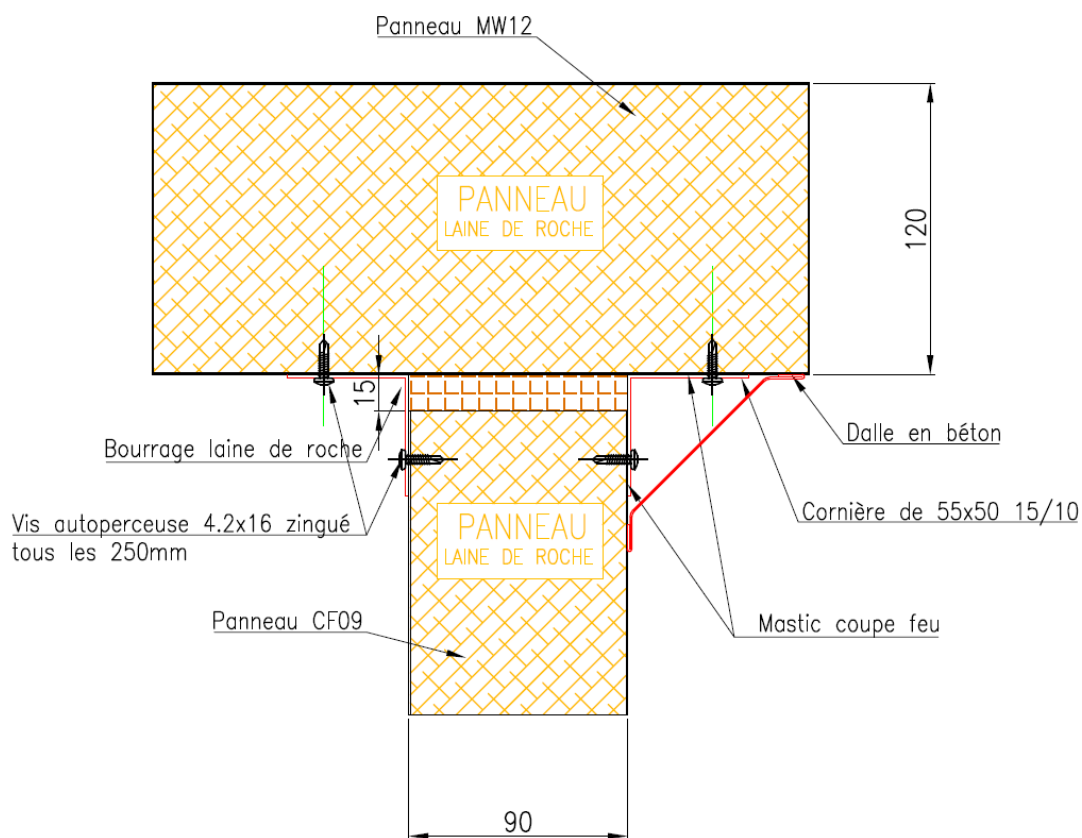 Panneau MW12
PANNEAU
LAINE DE ROCHE
120
15
Bourrage laine de roche
Dalle en béton
Vis autoperceuse 4.2x16 zingué
tous les 250mm
Cornière de 55x50 15/10
PANNEAU
LAINE DE ROCHE
Panneau CF09
Mastic coupe feu
90